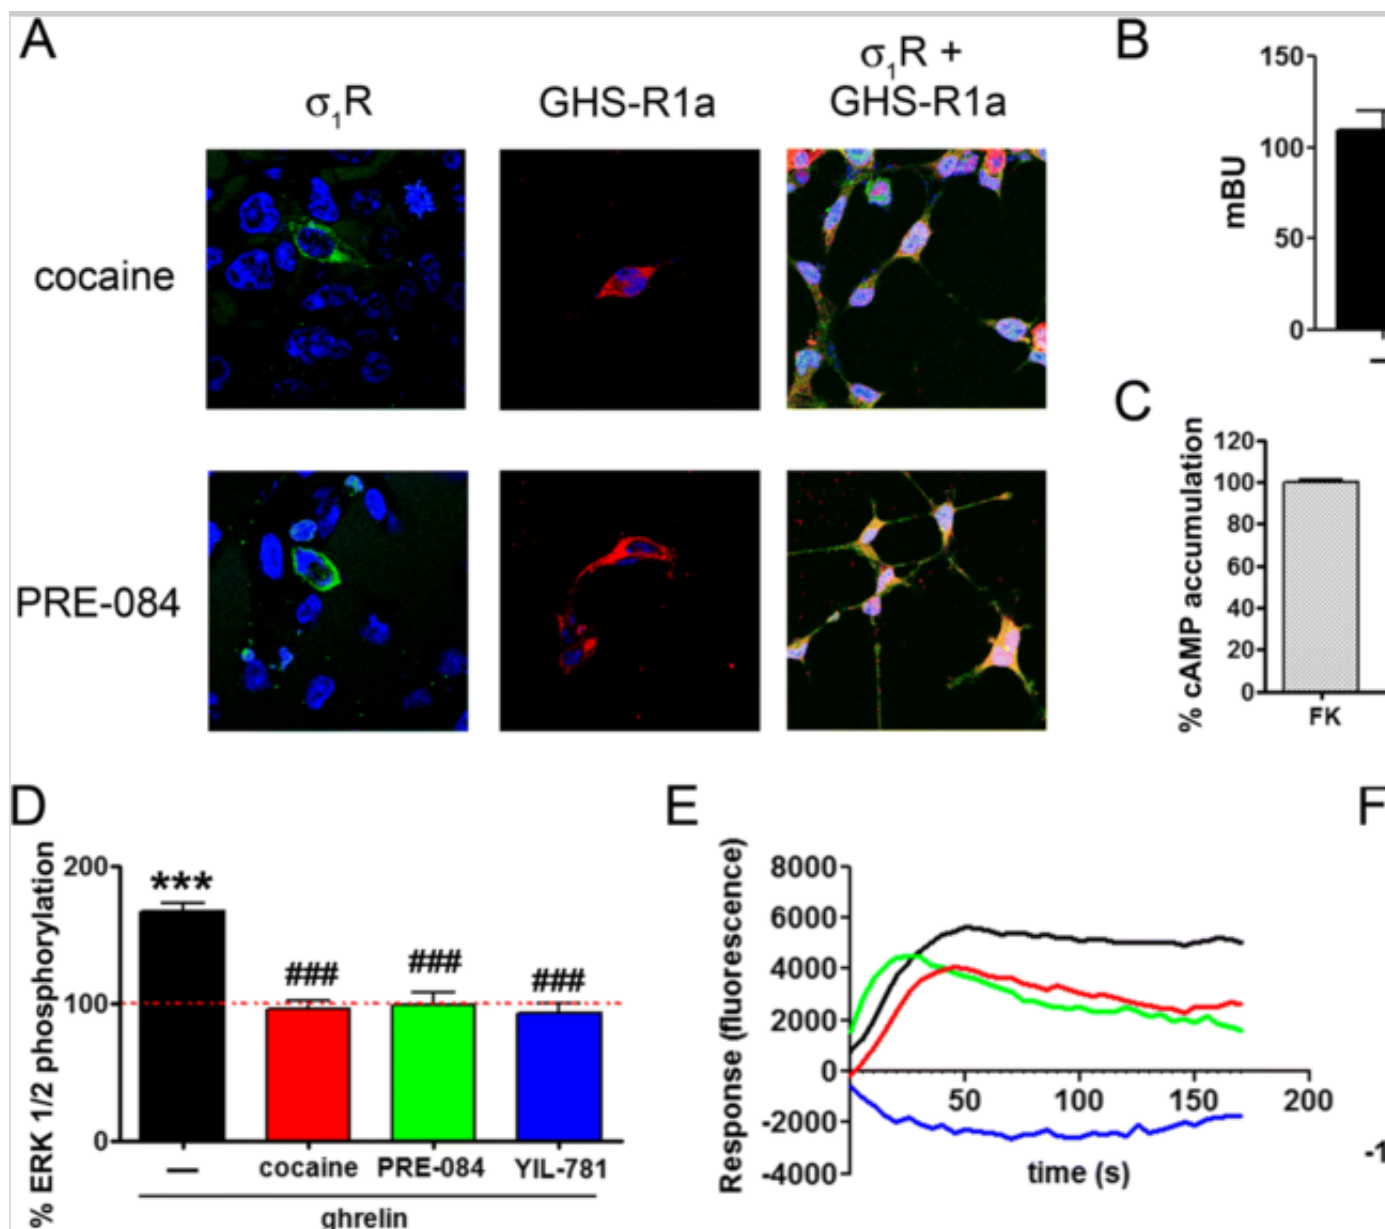 A
σ1R
GHS-R1a
σ1R +
GHS-R1a
cocaine
PRE-084
B
150
100
50
0
mBU
–
C
120
100
80
60
40
20
0
% cAMP accumulation
FK
D
% ERK 1/2 phosphorylation
200
100
0
***
###
###
###
–
cocaine
PRE-084
YIL-781
ghrelin
E
Response (fluorescence)
8000
6000
4000
2000
0
-2000
-4000
50
100
150
200
time (s)
F
-1